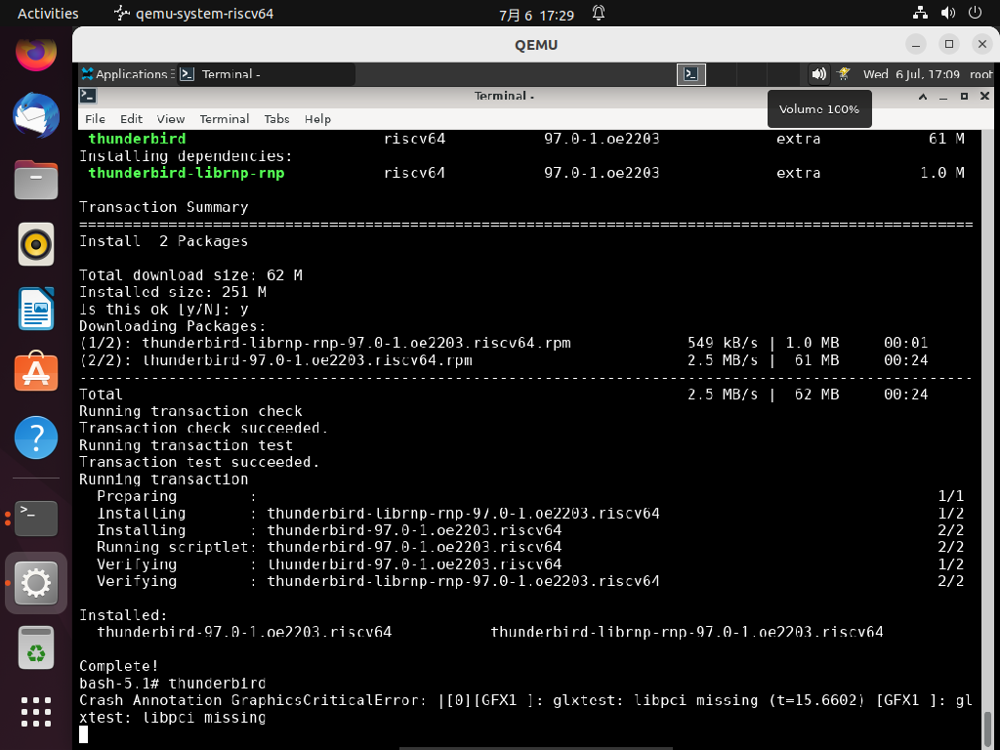 Activities qemu-system-riscv64 7月 6 17:29
QEMU
Applications Terminal - Wed 6 Jul, 17:09 root
Terminal -
Volume 100%
File Edit View Terminal Tabs Help
thunderbird riscv64 97.0-1.oe2203 extra 61 M
Installing dependencies:
thunderbird-librnp-rnp riscv64 97.0-1.oe2203 extra 1.0 M
Transaction Summary
================================================================================
Install 2 Packages
Total download size: 62 M
Installed size: 251 M
Is this ok [y/N]: y
Downloading Packages:
(1/2): thunderbird-librnp-rnp-97.0-1.oe2203.riscv64.rpm 549 kB/s | 1.0 MB 00:01
(2/2): thunderbird-97.0-1.oe2203.riscv64.rpm 2.5 MB/s | 61 MB 00:24
--------------------------------------------------------------------------------
Total 2.5 MB/s | 62 MB 00:24
Running transaction check
Transaction check succeeded.
Running transaction test
Transaction test succeeded.
Running transaction
Preparing : 1/1
Installing : thunderbird-librnp-rnp-97.0-1.oe2203.riscv64 1/2
Installing : thunderbird-97.0-1.oe2203.riscv64 2/2
Running scriptlet: thunderbird-97.0-1.oe2203.riscv64 2/2
Verifying : thunderbird-97.0-1.oe2203.riscv64 1/2
Verifying : thunderbird-librnp-rnp-97.0-1.oe2203.riscv64 2/2
Installed:
thunderbird-97.0-1.oe2203.riscv64 thunderbird-librnp-rnp-97.0-1.oe2203.riscv64
Complete!
bash-5.1# thunderbird
Crash Annotation GraphicsCriticalError: |[0][GFX1 ]: glxtest: libpci missing (t=15.6602) [GFX1 ]: gl
xtest: libpci missing